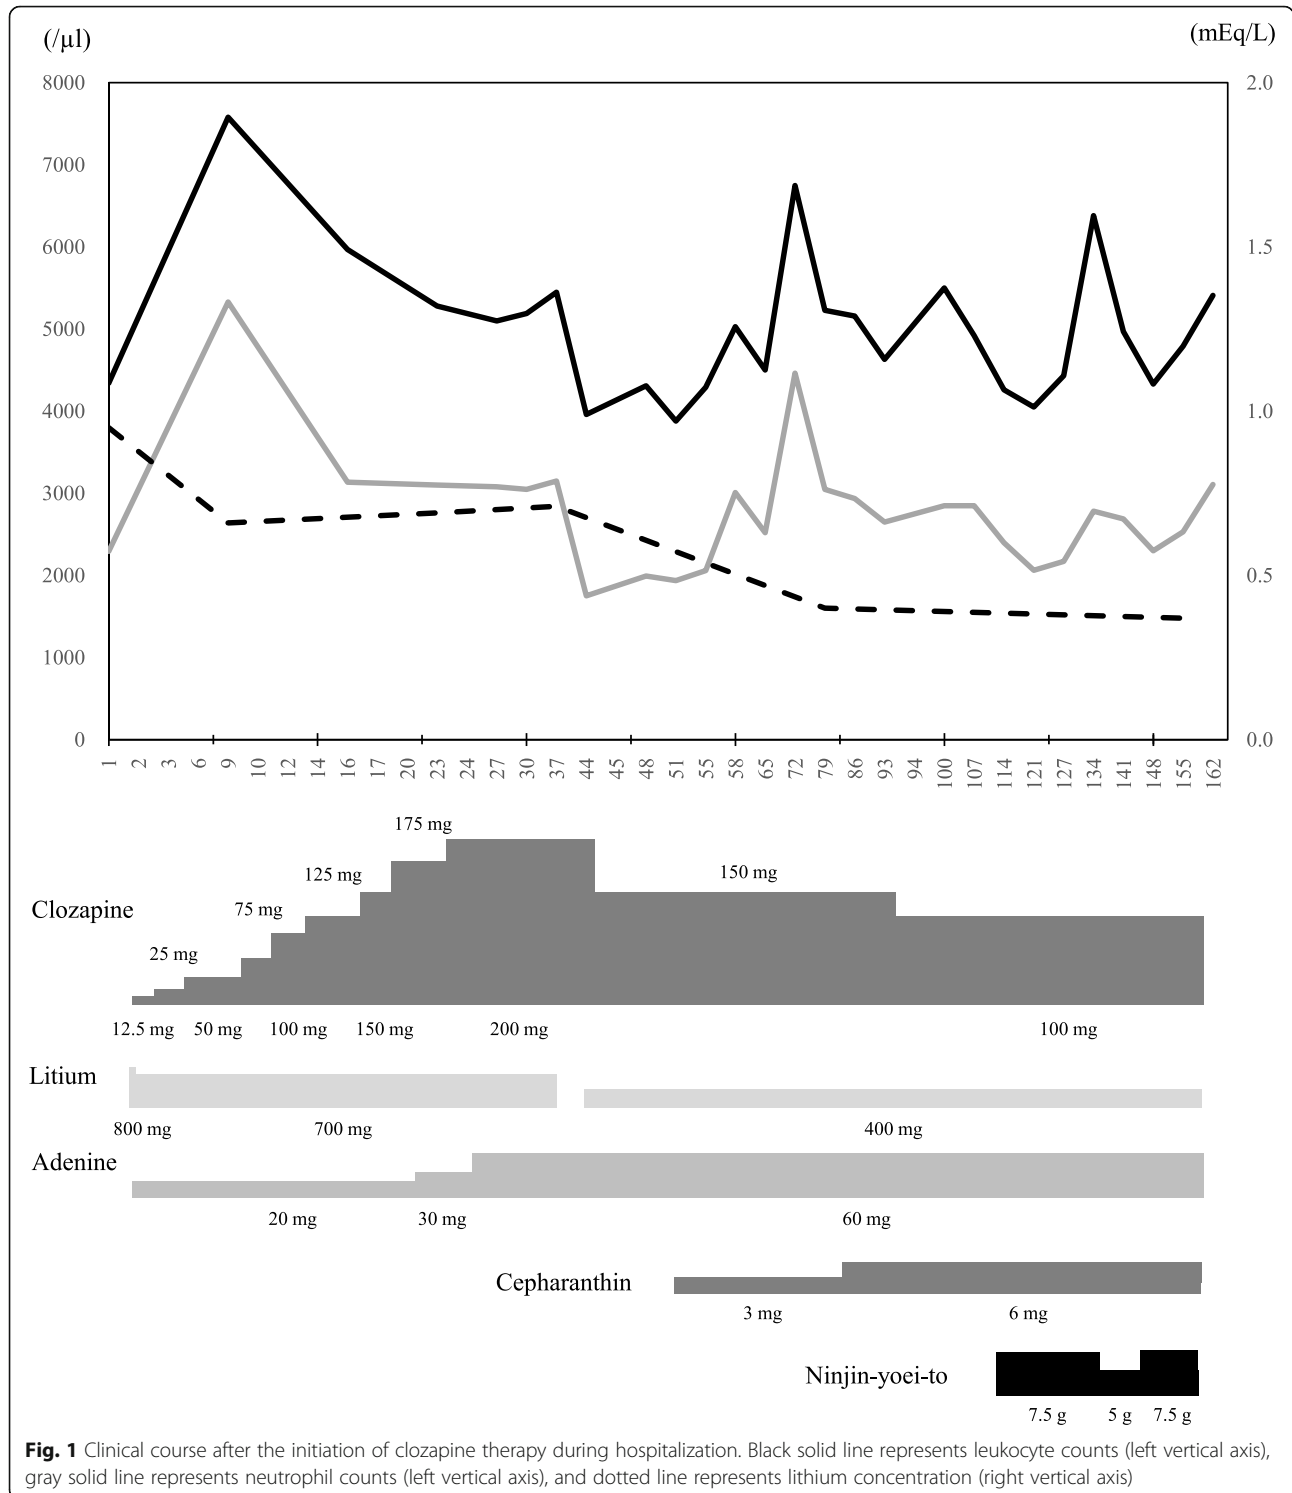 (/µl)
(mEq/L)
8000
7000
6000
5000
4000
3000
2000
1000
0
2.0
1.5
1.0
0.5
0.0
1 2 3 6 9 10 12 14 16 17 20 23 24 27 30 37 44 45 48 51 55 58 65 72 79 86 93 94 100 107 114 121 127 134 141 148 155 162
Clozapine
12.5 mg
25 mg
50 mg
75 mg
100 mg
125 mg
150 mg
175 mg
200 mg
150 mg
100 mg
Litium
800 mg
700 mg
400 mg
Adenine
20 mg
30 mg
60 mg
Cepharanthin
3 mg
6 mg
Ninjin-yoei-to
7.5 g
5 g
7.5 g
Fig. 1 Clinical course after the initiation of clozapine therapy during hospitalization. Black solid line represents leukocyte counts (left vertical axis),
gray solid line represents neutrophil counts (left vertical axis), and dotted line represents lithium concentration (right vertical axis)